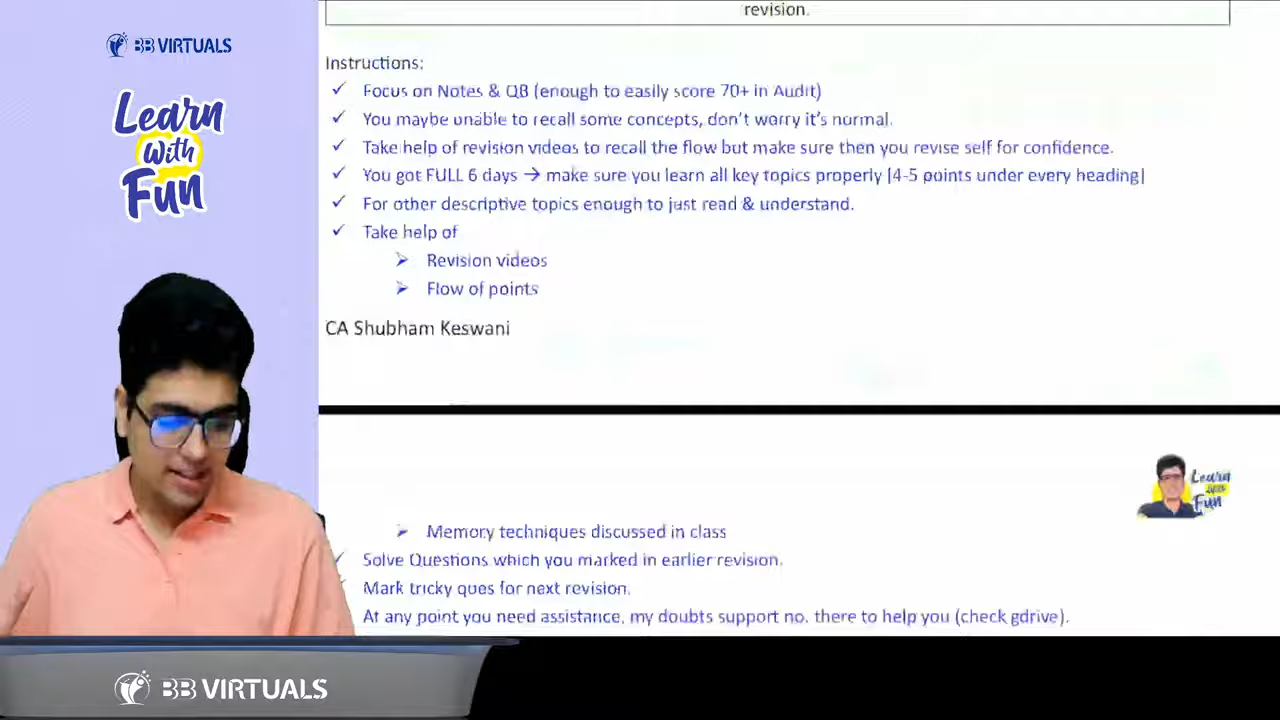 BB VIRTUALS
Learn
With
Fun
revision.
Instructions:
✓ Focus on Notes & QB (enough to easily score 70+ in Audit)
✓ You maybe unable to recall some concepts, don't worry it's normal.
✓ Take help of revision videos to recall the flow but make sure then you revise self for confidence.
✓ You got FULL 6 days → make sure you learn all key topics properly [4-5 points under every heading]
✓ For other descriptive topics enough to just read & understand.
✓ Take help of
➢ Revision videos
➢ Flow of points
CA Shubham Keswani
Learn
with
Fun
➢ Memory techniques discussed in class
✓ Solve Questions which you marked in earlier revision.
Mark tricky ques for next revision.
At any point you need assistance, my doubts support no. there to help you (check gdrive).
BB VIRTUALS